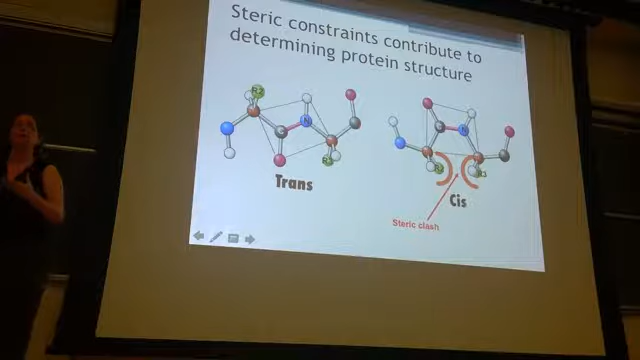 Steric constraints contribute to
determining protein structure
Trans
Cis
Steric clash